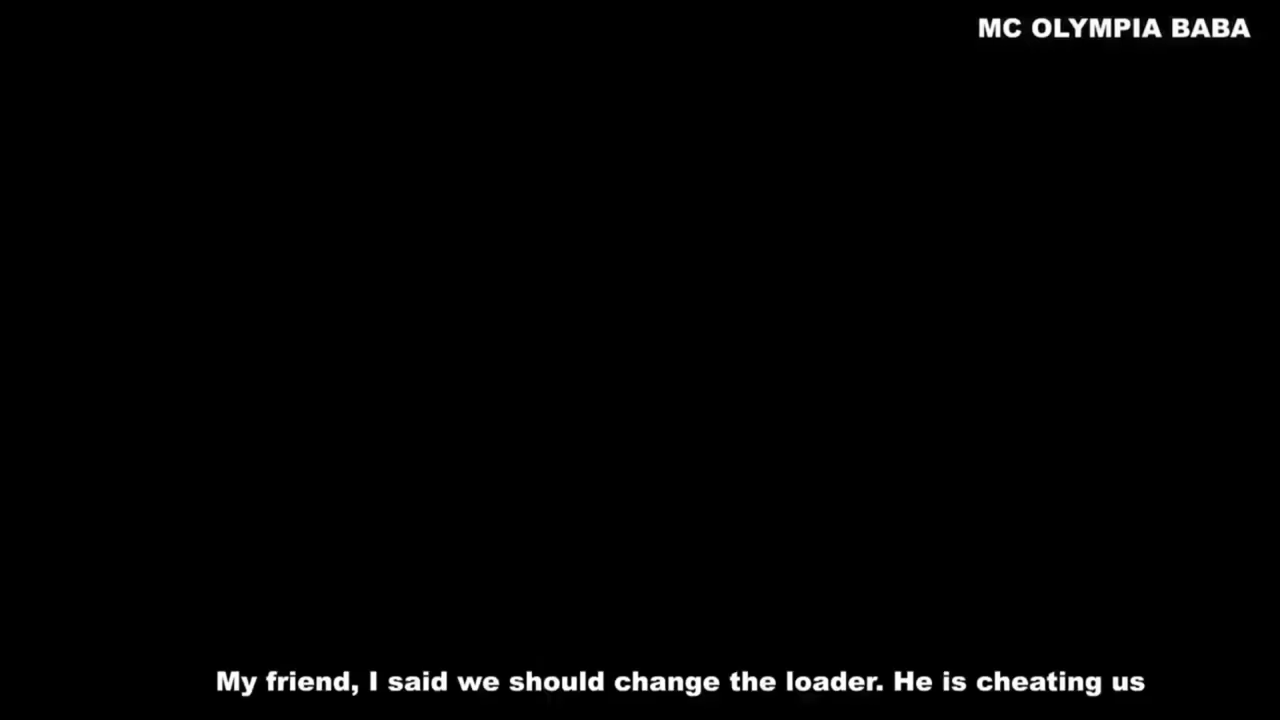 MC OLYMPIA BABA
My friend, I said we should change the loader. He is cheating us